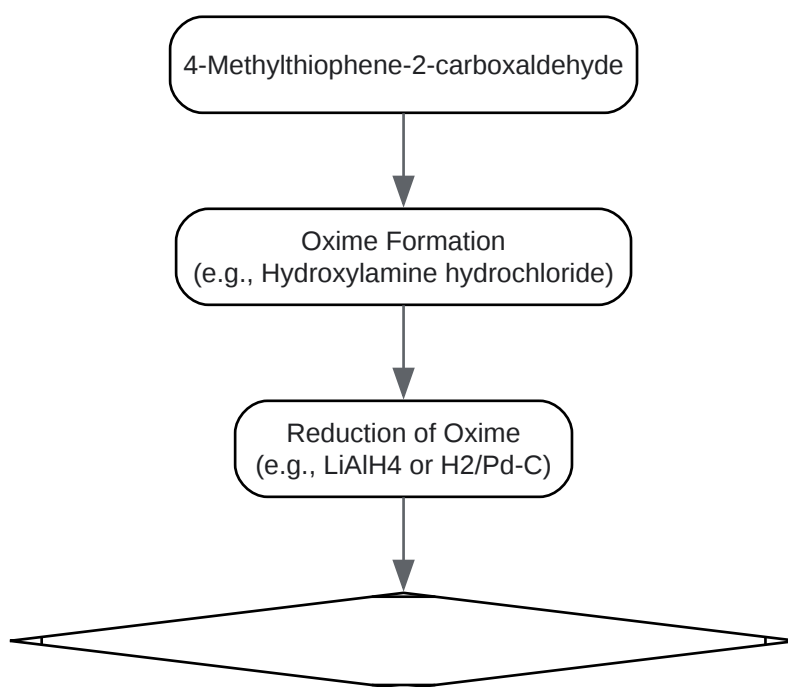 4-Methylthiophene-2-carboxaldehyde
Oxime Formation
(e.g., Hydroxylamine hydrochloride)
Reduction of Oxime
(e.g., LiAlH4 or H2/Pd-C)